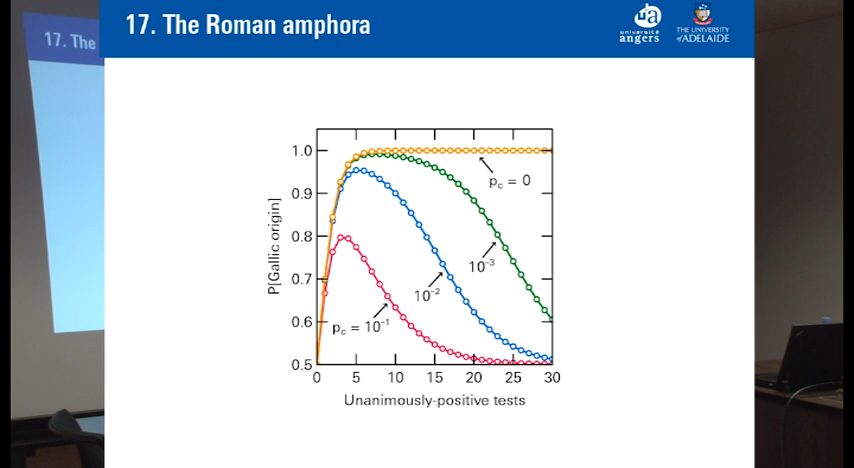 17. The
17. The Roman amphora
université
angers
THE UNIVERSITY
of ADELAIDE
1.0
0.9
0.8
0.7
0.6
0.5
P[Gallic origin]
pc = 0
10⁻³
10⁻²
pc = 10⁻¹
0 5 10 15 20 25 30
Unanimously-positive tests